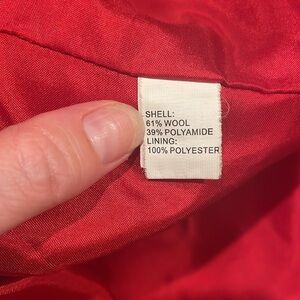 SHELL:
61% WOOL
39% POLYAMIDE
LINING:
100% POLYESTER